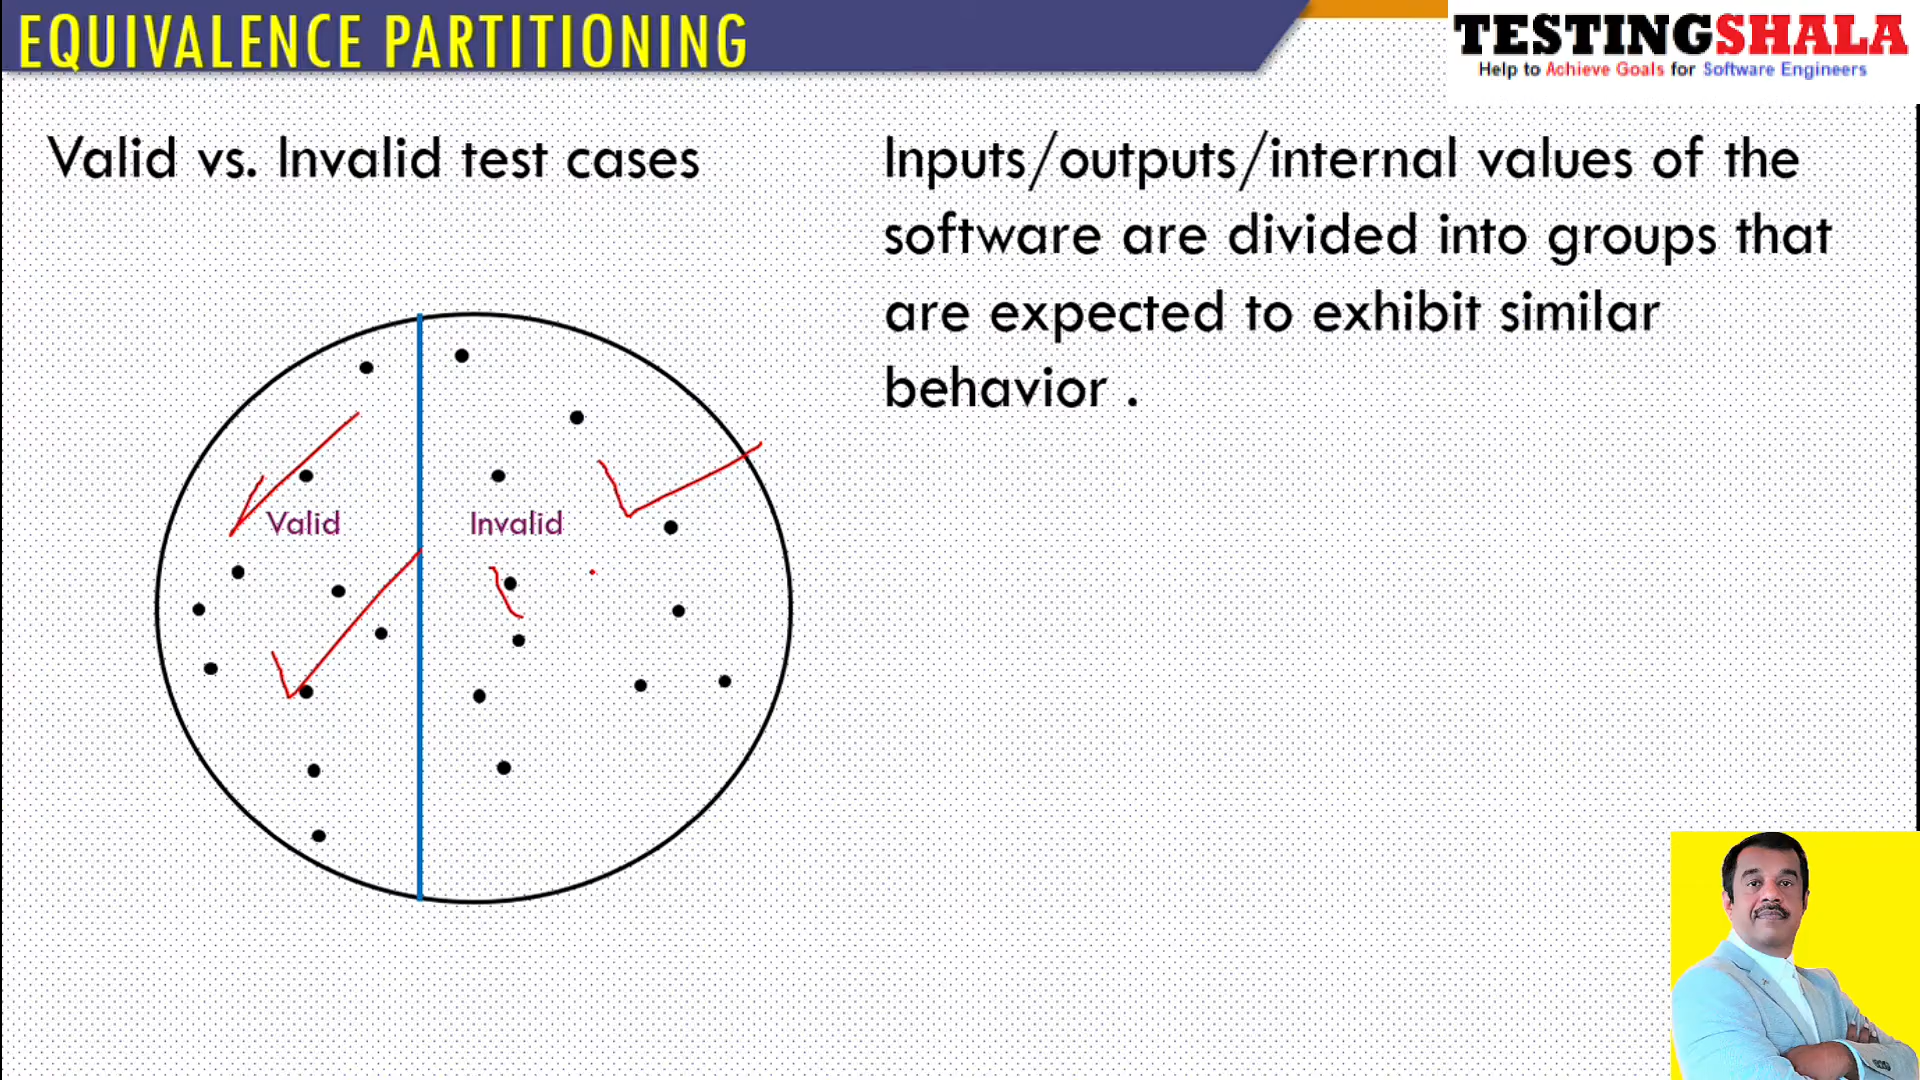 EQUIVALENCE PARTITIONING
TESTINGSHALA
Help to Achieve Goals for Software Engineers
Valid vs. Invalid test cases
Inputs/outputs/internal values of the
software are divided into groups that
are expected to exhibit similar
behavior .
Valid
Invalid